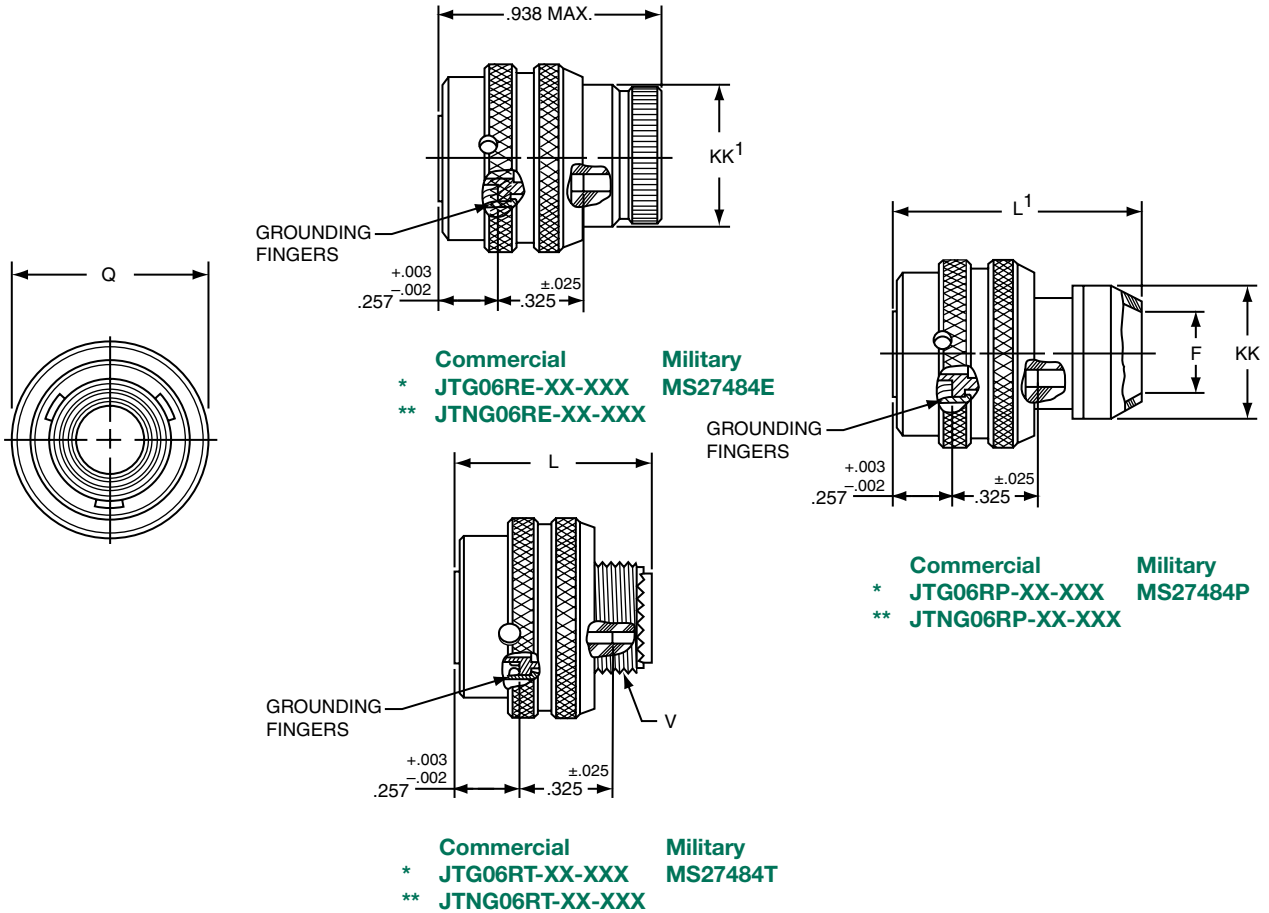 .938 MAX.
KK1
GROUNDING
FINGERS
+.003
–.002
.257
±.025
.325
Commercial Military
* JTG06RE-XX-XXX MS27484E
** JTNG06RE-XX-XXX
Q
L1
F
KK
GROUNDING
FINGERS
+.003
–.002
.257
±.025
.325
Commercial Military
* JTG06RP-XX-XXX MS27484P
** JTNG06RP-XX-XXX
L
GROUNDING
FINGERS
V
+.003
–.002
.257
±.025
.325
Commercial Military
* JTG06RT-XX-XXX MS27484T
** JTNG06RT-XX-XXX